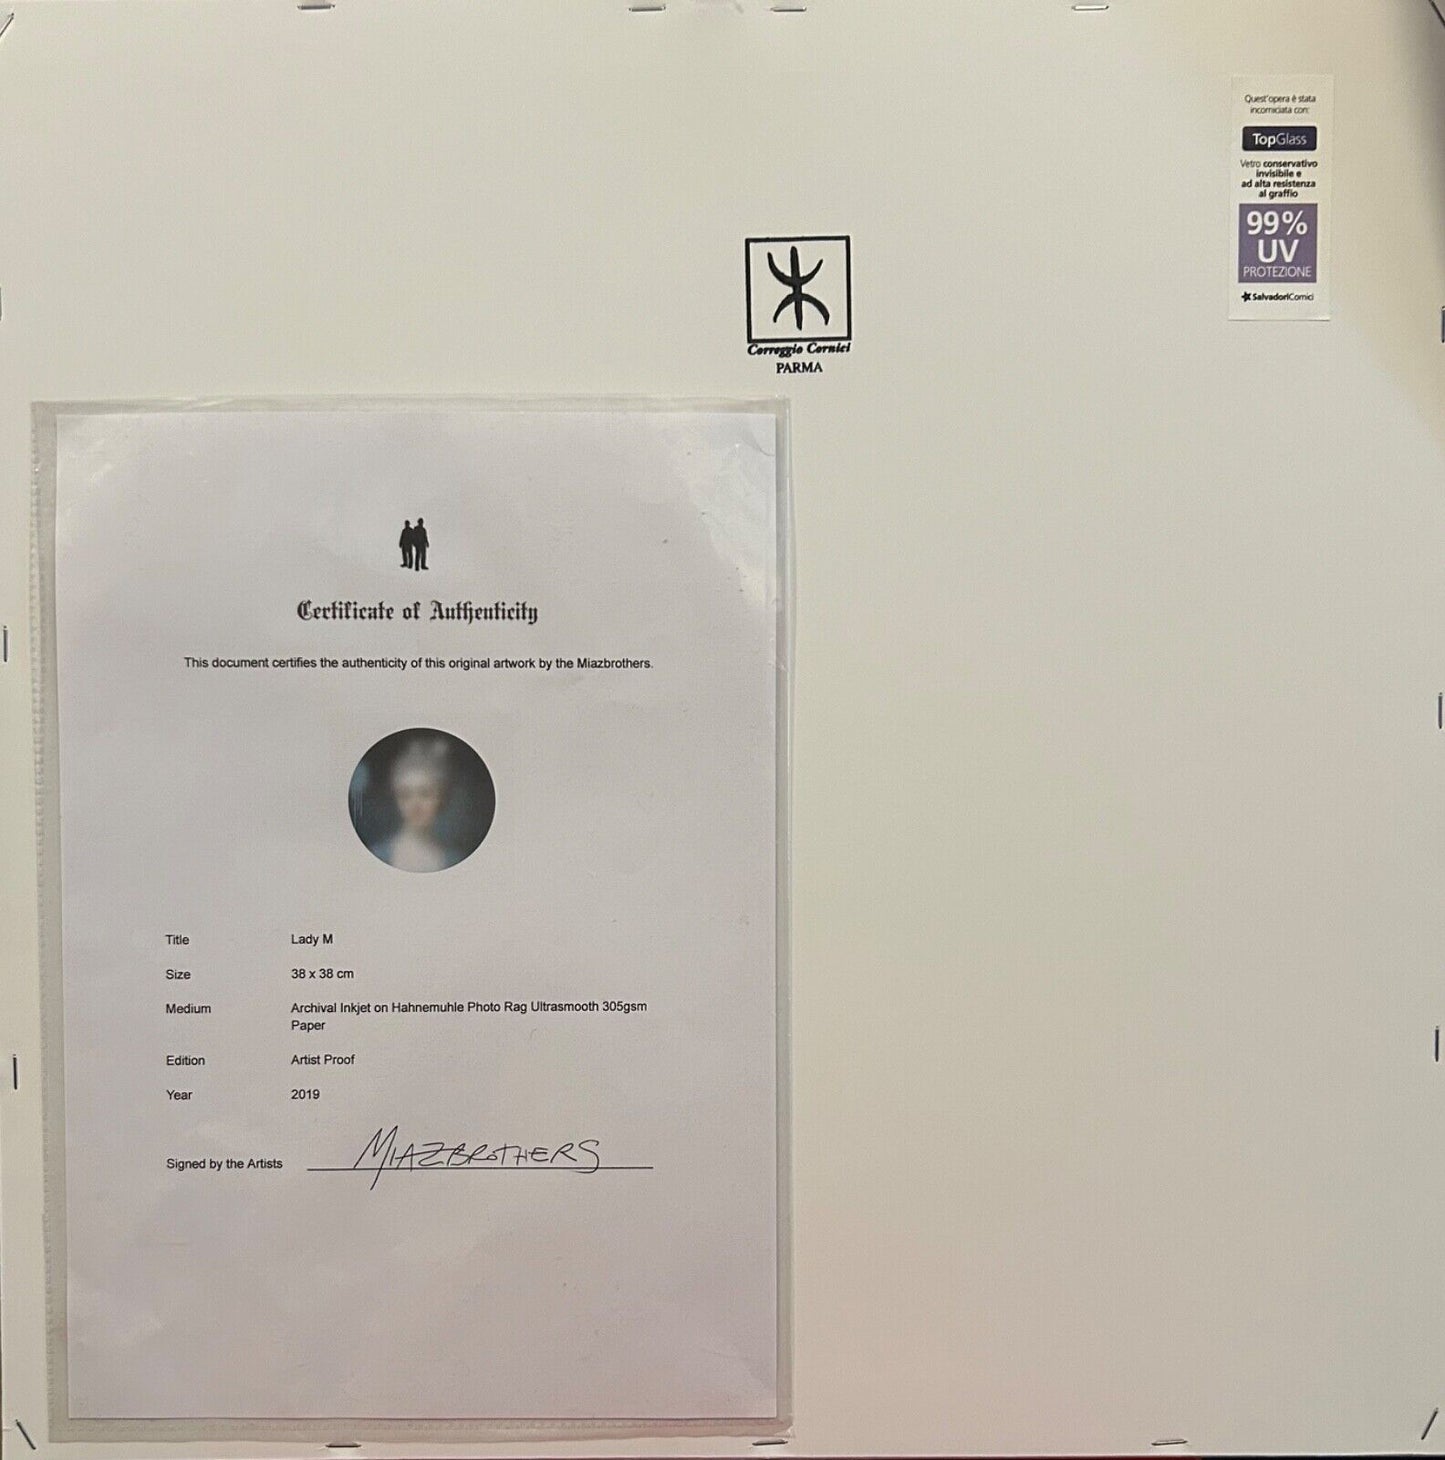 Quest'opera è stata
incorniciata con:
TopGlass
Vetro conservativo
invisibile e
ad alta resistenza
al graffio
99%
UV
PROTEZIONE
SalvadoriCornici
Correggio Cornici
PARMA
Certificate of Authenticity
This document certifies the authenticity of this original artwork by the Miazbrothers.
Title Lady M
Size 38 x 38 cm
Medium Archival Inkjet on Hahnemuhle Photo Rag Ultrasmooth 305gsm
Paper
Edition Artist Proof
Year 2019
Signed by the Artists MIAZBROTHERS